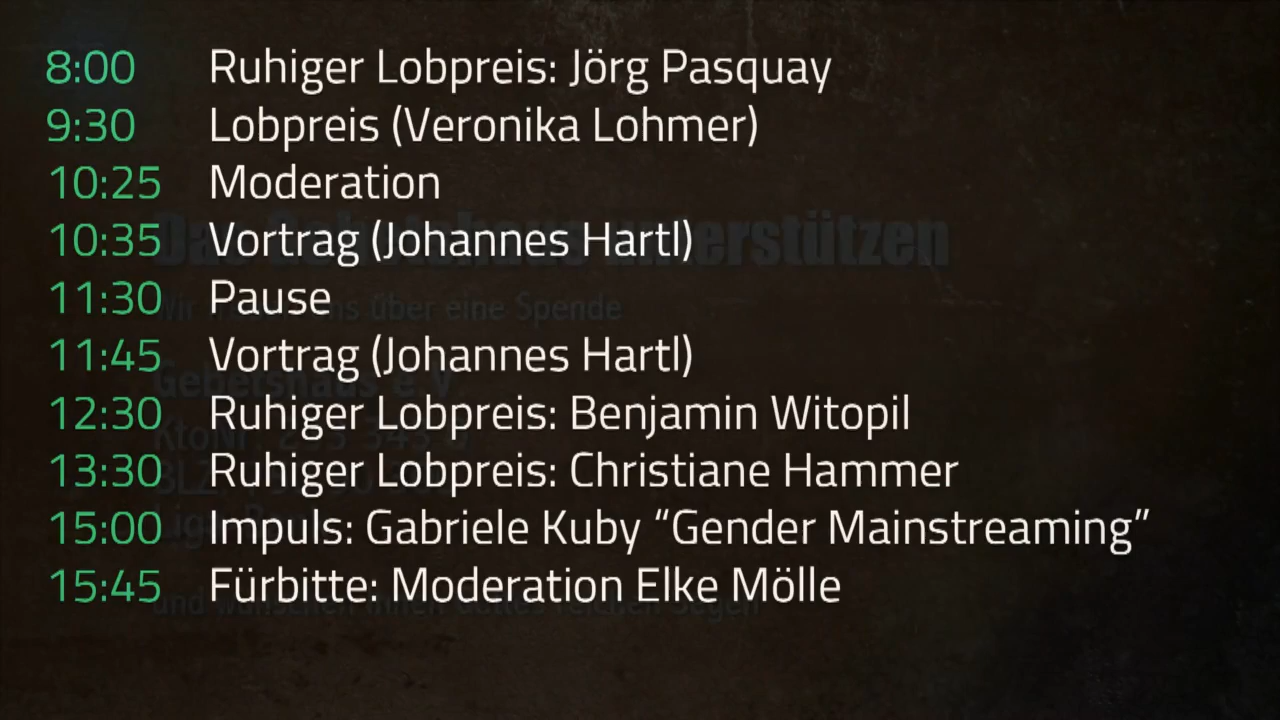 8:00 Ruhiger Lobpreis: Jörg Pasquay
9:30 Lobpreis (Veronika Lohmer)
10:25 Moderation
10:35 Vortrag (Johannes Hartl)
11:30 Pause
11:45 Vortrag (Johannes Hartl)
12:30 Ruhiger Lobpreis: Benjamin Witopil
13:30 Ruhiger Lobpreis: Christiane Hammer
15:00 Impuls: Gabriele Kuby “Gender Mainstreaming”
15:45 Fürbitte: Moderation Elke Mölle